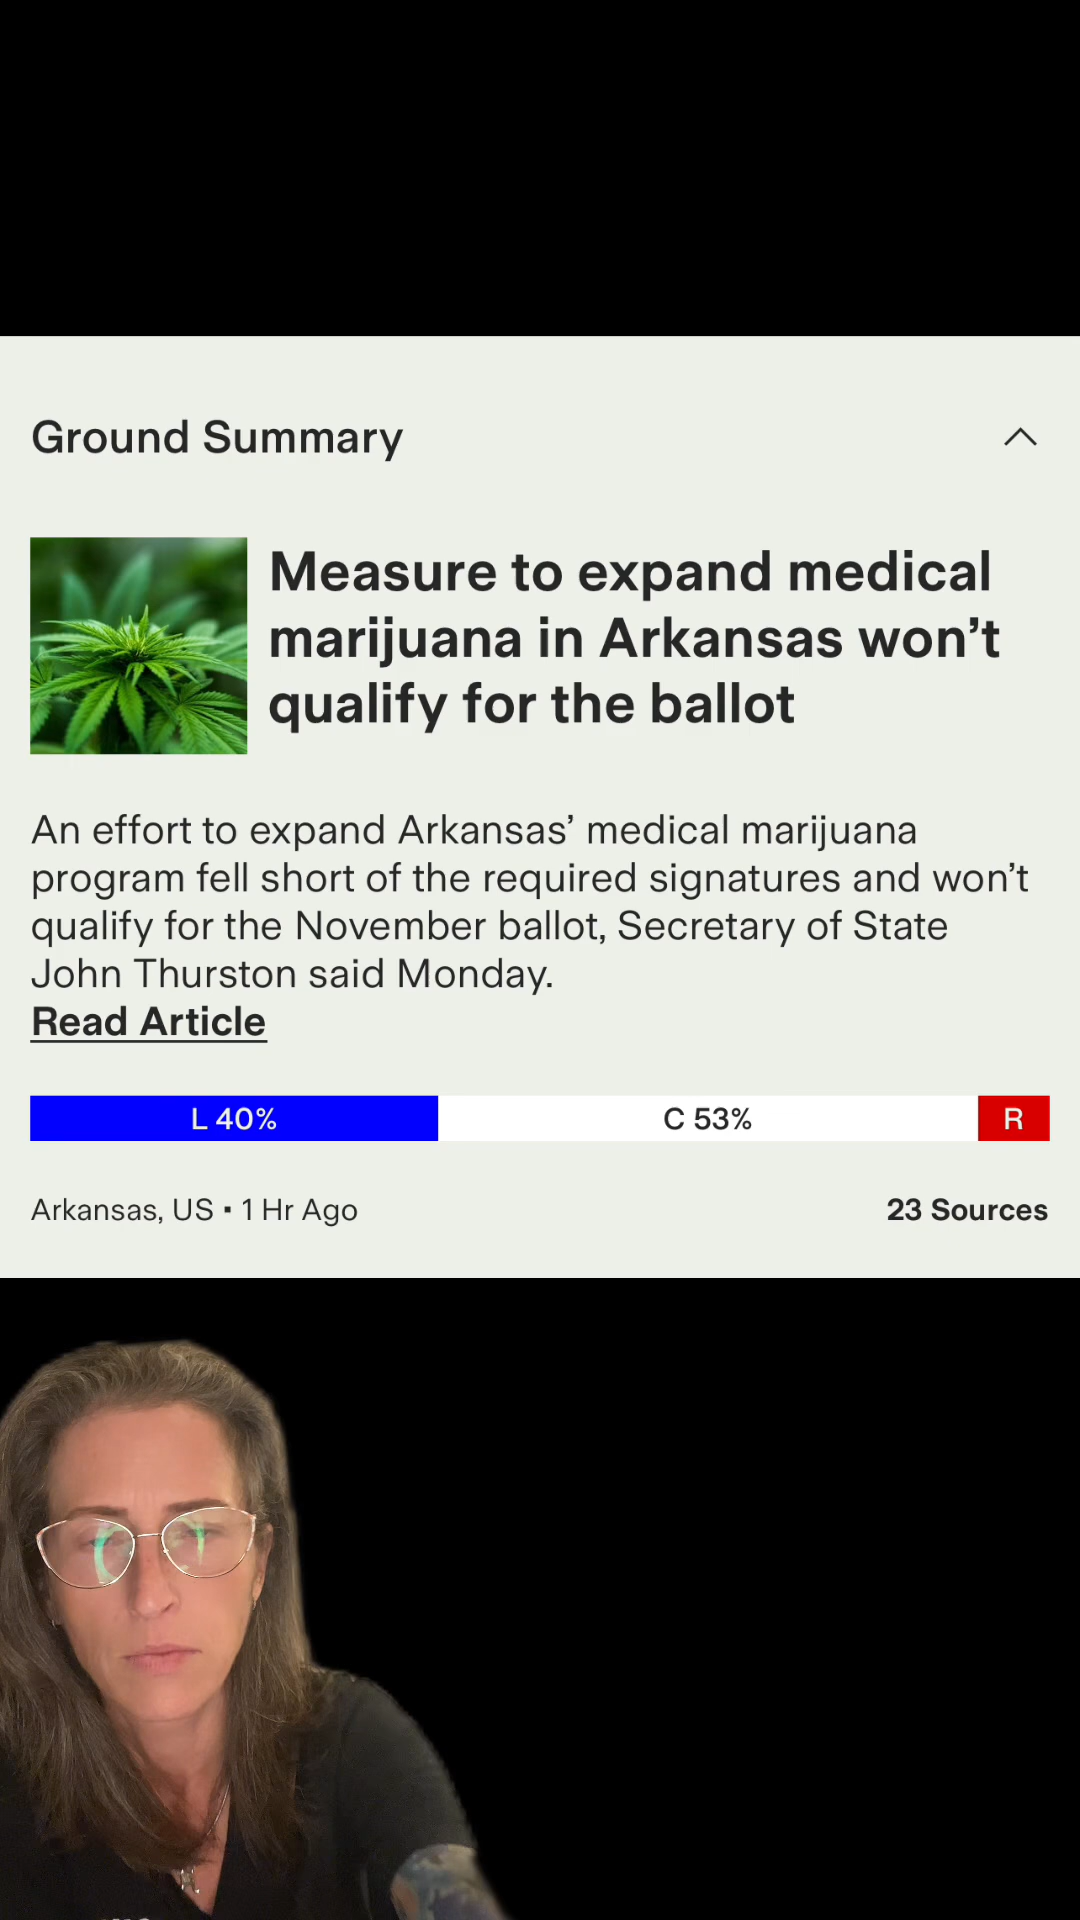 Ground Summary
Measure to expand medical
marijuana in Arkansas won’t
qualify for the ballot
An effort to expand Arkansas’ medical marijuana
program fell short of the required signatures and won’t
qualify for the November ballot, Secretary of State
John Thurston said Monday.
Read Article
L 40%
C 53%
R
Arkansas, US ▪ 1 Hr Ago
23 Sources